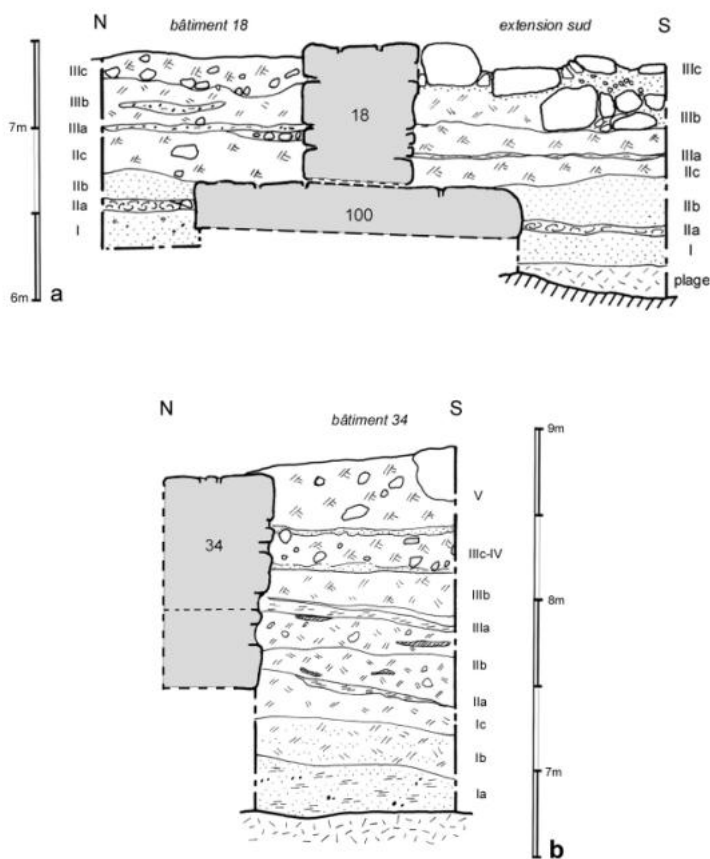 N bâtiment 18 extension sud S
IIIc IIIc
IIIb IIIb
7m 18
IIIa IIIa
IIc IIc
IIb IIb
IIa IIa
100
I I
plage
6m a
N S
bâtiment 34
9m
V
34 IIIc-IV
IIIb
8m
IIIa
IIb
IIa
Ic
Ib
7m
Ia
b